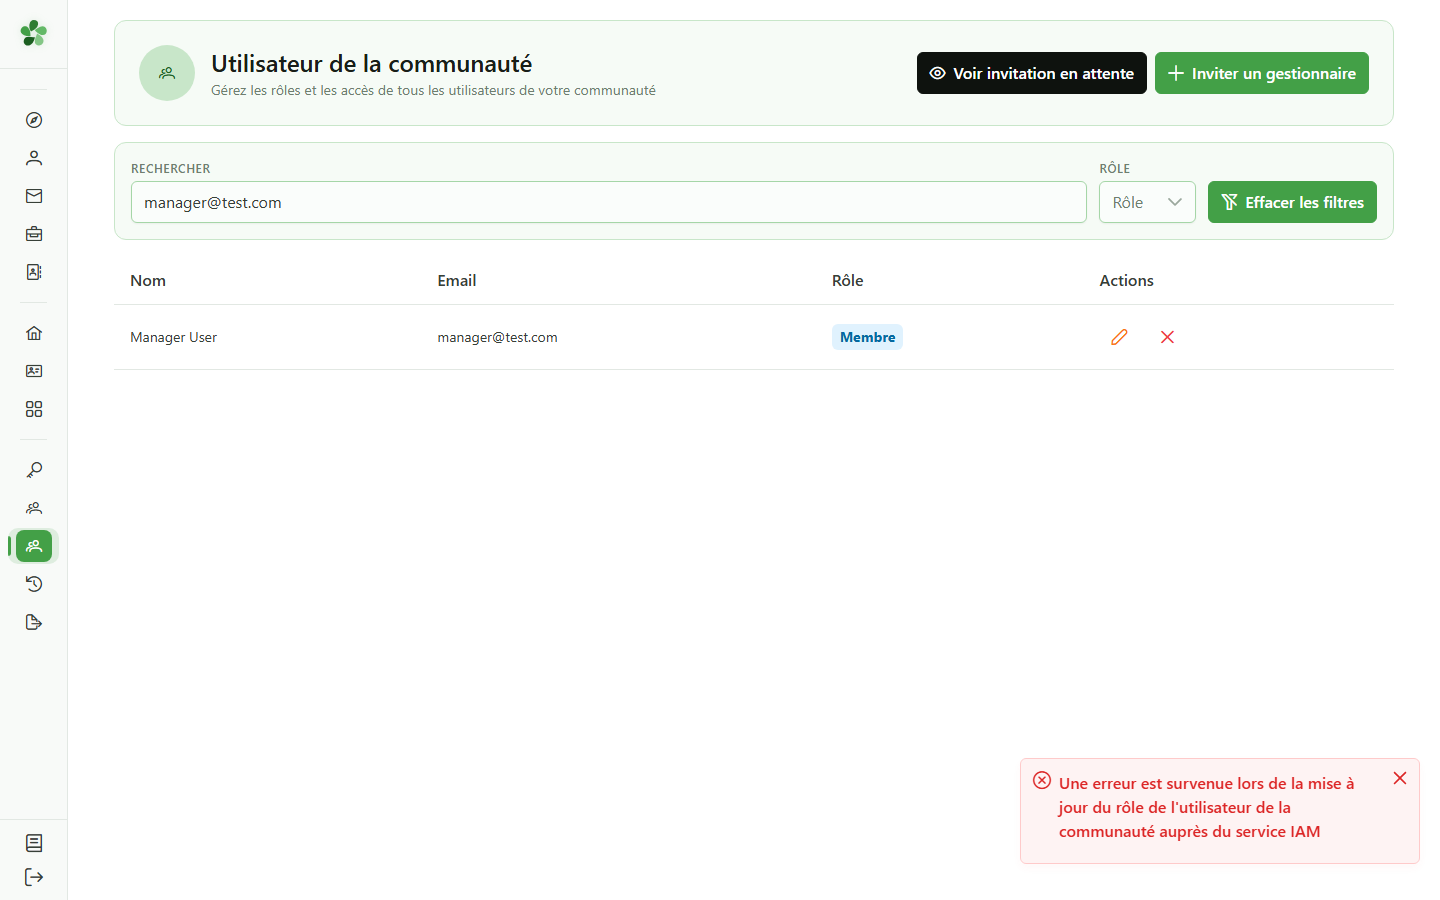 Utilisateur de la communauté
Gérez les rôles et les accès de tous les utilisateurs de votre communauté
Voir invitation en attente
Inviter un gestionnaire
RECHERCHER
manager@test.com
RÔLE
Rôle
Effacer les filtres
Nom Email Rôle Actions
Manager User manager@test.com Membre
Une erreur est survenue lors de la mise à
jour du rôle de l'utilisateur de la
communauté auprès du service IAM